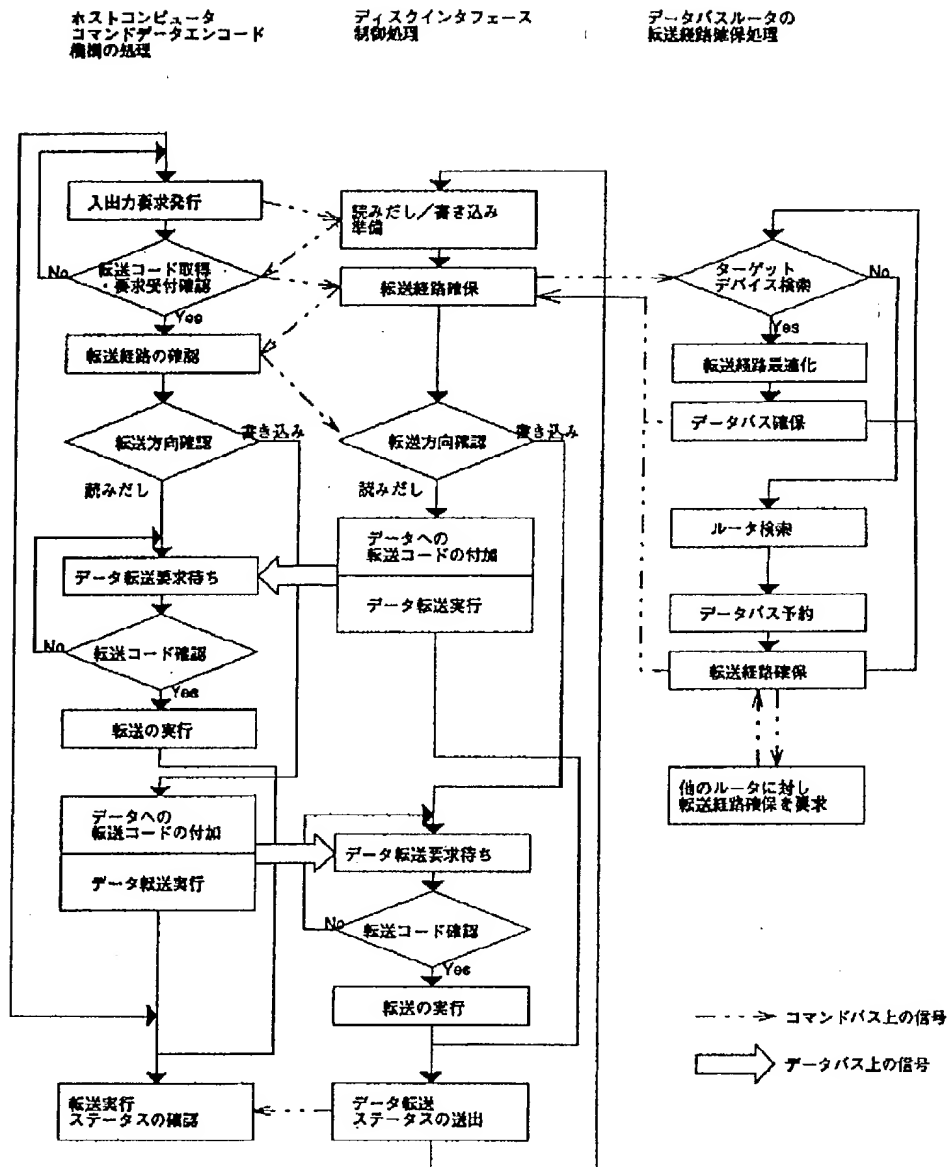 ホストコンピュータ
コマンドデータエンコード
機構の処理
ディスクインタフェース
制御処理
データバスルータの
転送経路確保処理
入出力要求発行
No
転送コード取得
・要求受付確認
Yes
転送経路の確認
転送方向確認
書き込み
読みだし
データ転送要求待ち
No
転送コード確認
Yes
転送の実行
データへの
転送コードの付加
データ転送実行
転送実行
ステータスの確認
読みだし/書き込み
準備
転送経路確保
転送方向確認
書き込み
読みだし
データへの
転送コードの付加
データ転送実行
データ転送要求待ち
No
転送コード確認
Yes
転送の実行
データ転送
ステータスの送出
ターゲット
デバイス検索
No
Yes
転送経路最適化
データバス確保
ルータ検索
データバス予約
転送経路確保
他のルータに対し
転送経路確保を要求
コマンドバス上の信号
データバス上の信号